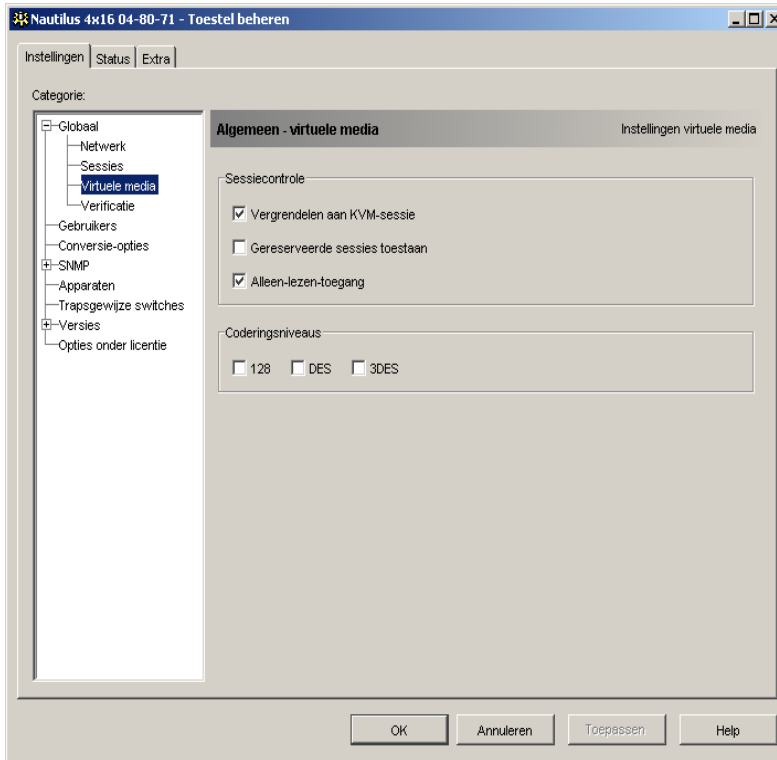 Nautilus 4x16 04-80-71 - Toestel beheren
Instellingen Status Extra
Categorie:
Globaal
Netwerk
Sessies
Virtuele media
Verificatie
Gebruikers
Conversie-opties
SNMP
Apparaten
Trapsgewijze switches
Versies
Opties onder licentie
Algemeen - virtuele media Instellingen virtuele media
Sessiecontrole
Vergrendelen aan KVM-sessie
Gereserveerde sessies toestaan
Alleen-lezen-toegang
Coderingsniveaus
128 DES 3DES
OK Annuleren Toepassen Help